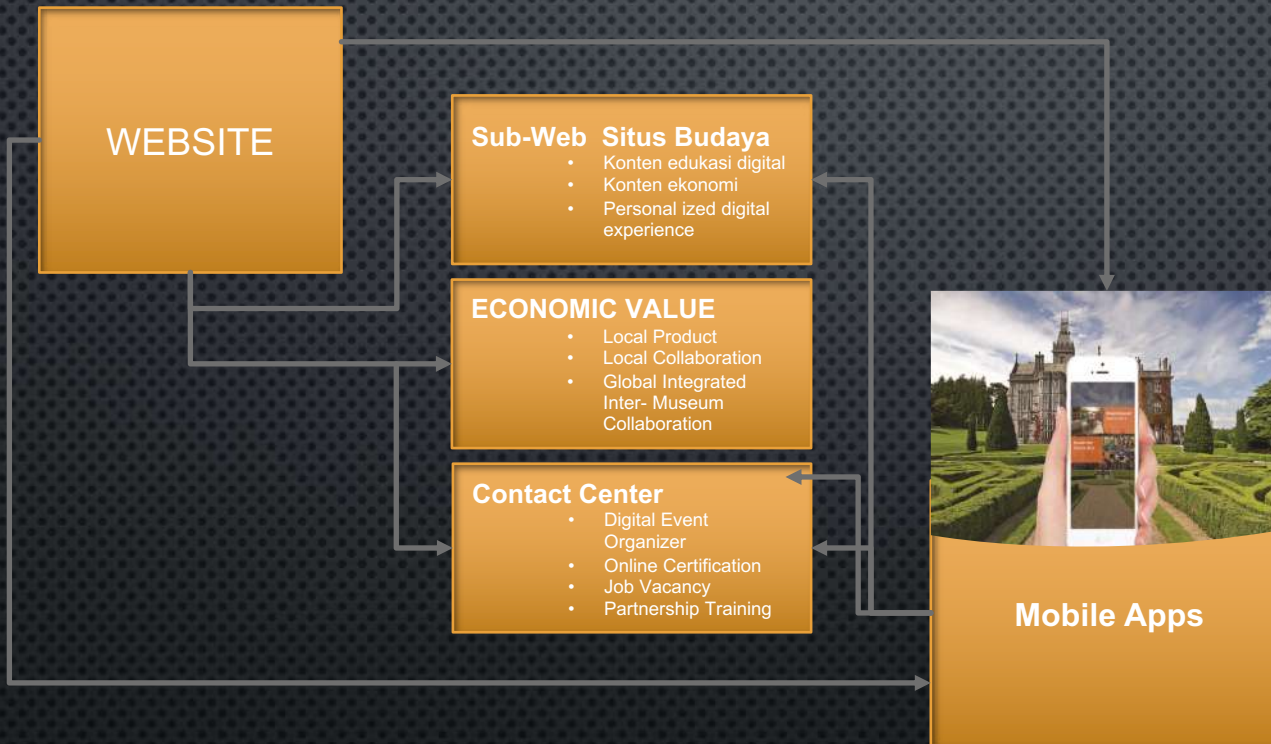 WEBSITE
Sub-Web Situs Budaya
• Konten edukasi digital
• Konten ekonomi
• Personal ized digital
experience
ECONOMIC VALUE
• Local Product
• Local Collaboration
• Global Integrated
Inter- Museum
Collaboration
Contact Center
• Digital Event
Organizer
• Online Certification
• Job Vacancy
• Partnership Training
Mobile Apps